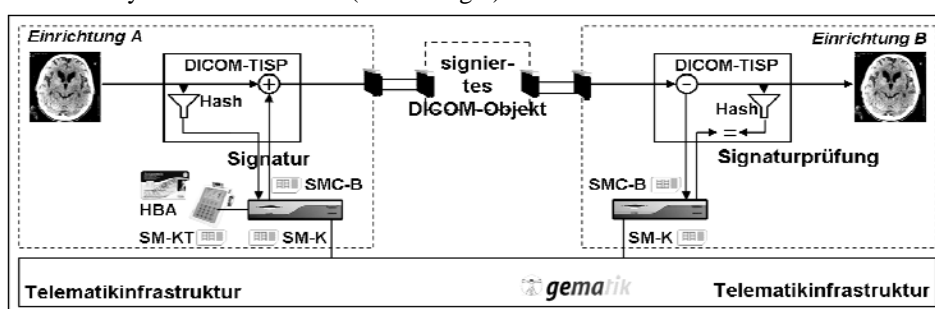 Einrichtung A
Einrichtung B
DICOM-TISP
Hash
signier-
tes
DICOM-Objekt
DICOM-TISP
Hash
=
Signatur
Signaturprüfung
SMC-B
SMC-B
HBA
SM-KT
SM-K
SM-K
Telematikinfrastruktur
gematik
Telematikinfrastruktur